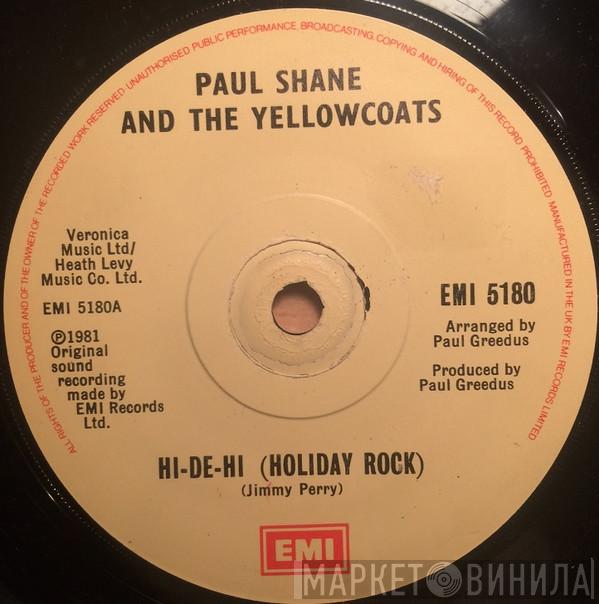 ALL RIGHTS OF THE PRODUCER AND OF THE OWNER OF THE RECORDED WORK RESERVED UNAUTHORISED PUBLIC PERFORMANCE, BROADCASTING, COPYING AND HIRING OF THIS RECORD PROHIBITED MANUFACTURED IN THE UK BY EMI RECORDS LIMITED
PAUL SHANE
AND THE YELLOWCOATS
Veronica
Music Ltd/
Heath Levy
Music Co. Ltd.
EMI 5180A
℗1981
Original
sound
recording
made by
EMI Records
Ltd.
EMI 5180
Arranged by
Paul Greedus
Produced by
Paul Greedus
HI-DE-HI (HOLIDAY ROCK)
(Jimmy Perry)
EMI
МАРКЕТ ВИНИЛА